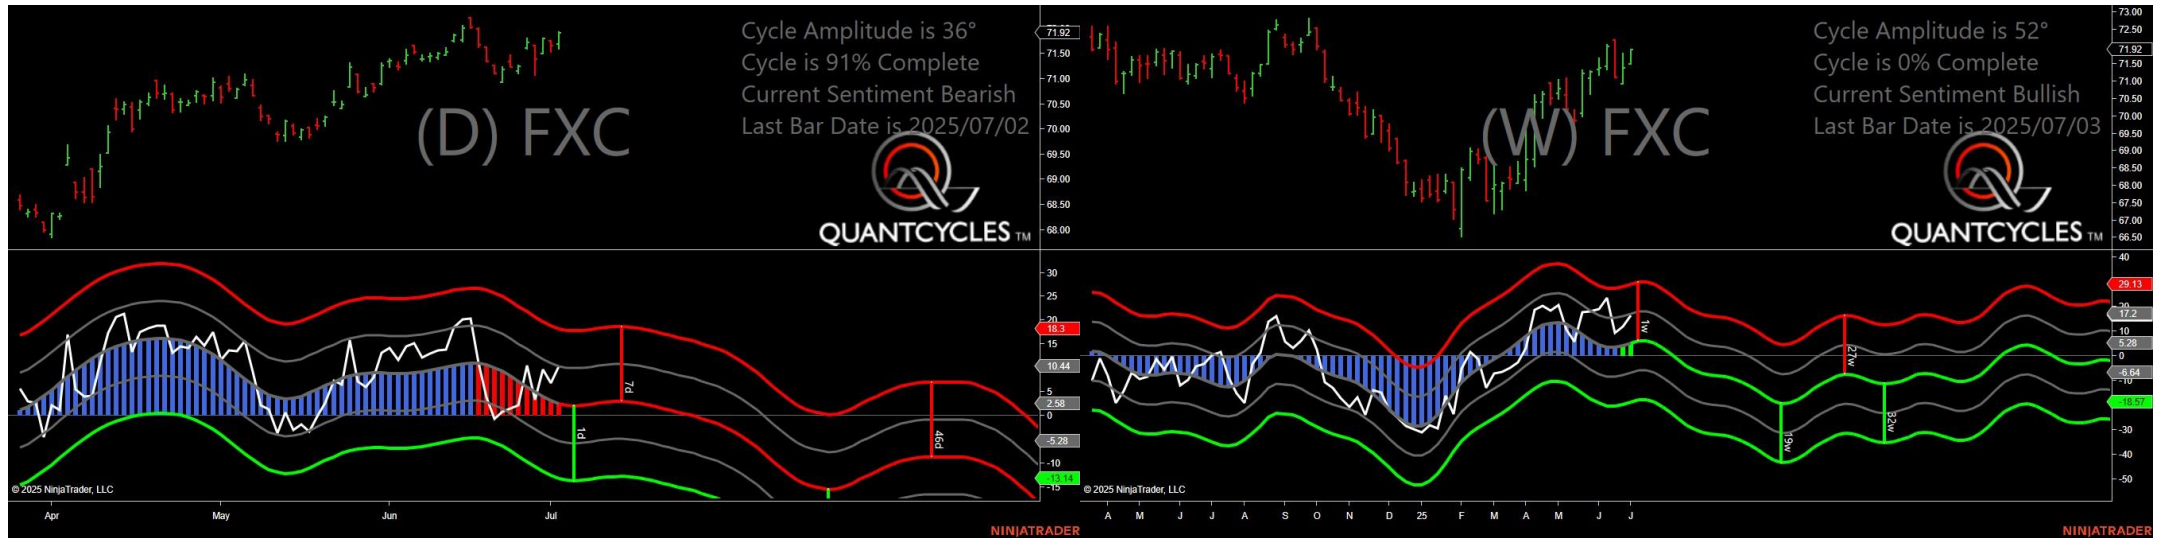 Cycle Amplitude is 36°
Cycle is 91% Complete
Current Sentiment Bearish
Last Bar Date is 2025/07/02
(D) FXC
QUANTCYCLES TM
71.92
71.50
71.00
70.50
70.00
69.50
69.00
68.50
68.00
30
25
20
18.3
15
10.44
5
2.58
0
-5.28
-10
-13.14
-15
7d
1d
46d
© 2025 NinjaTrader, LLC
Apr May Jun Jul
NINJATRADER
Cycle Amplitude is 52°
Cycle is 0% Complete
Current Sentiment Bullish
Last Bar Date is 2025/07/03
(W) FXC
QUANTCYCLES TM
73.00
72.50
71.92
71.50
71.00
70.50
70.00
69.50
69.00
68.50
68.00
67.50
67.00
66.50
40
29.13
20
17.2
10
5.28
0
-6.64
-10
-18.57
-30
-40
-50
1w
27w
19w
32w
© 2025 NinjaTrader, LLC
A M J J A S O N D 25 F M A M J J
NINJATRADER